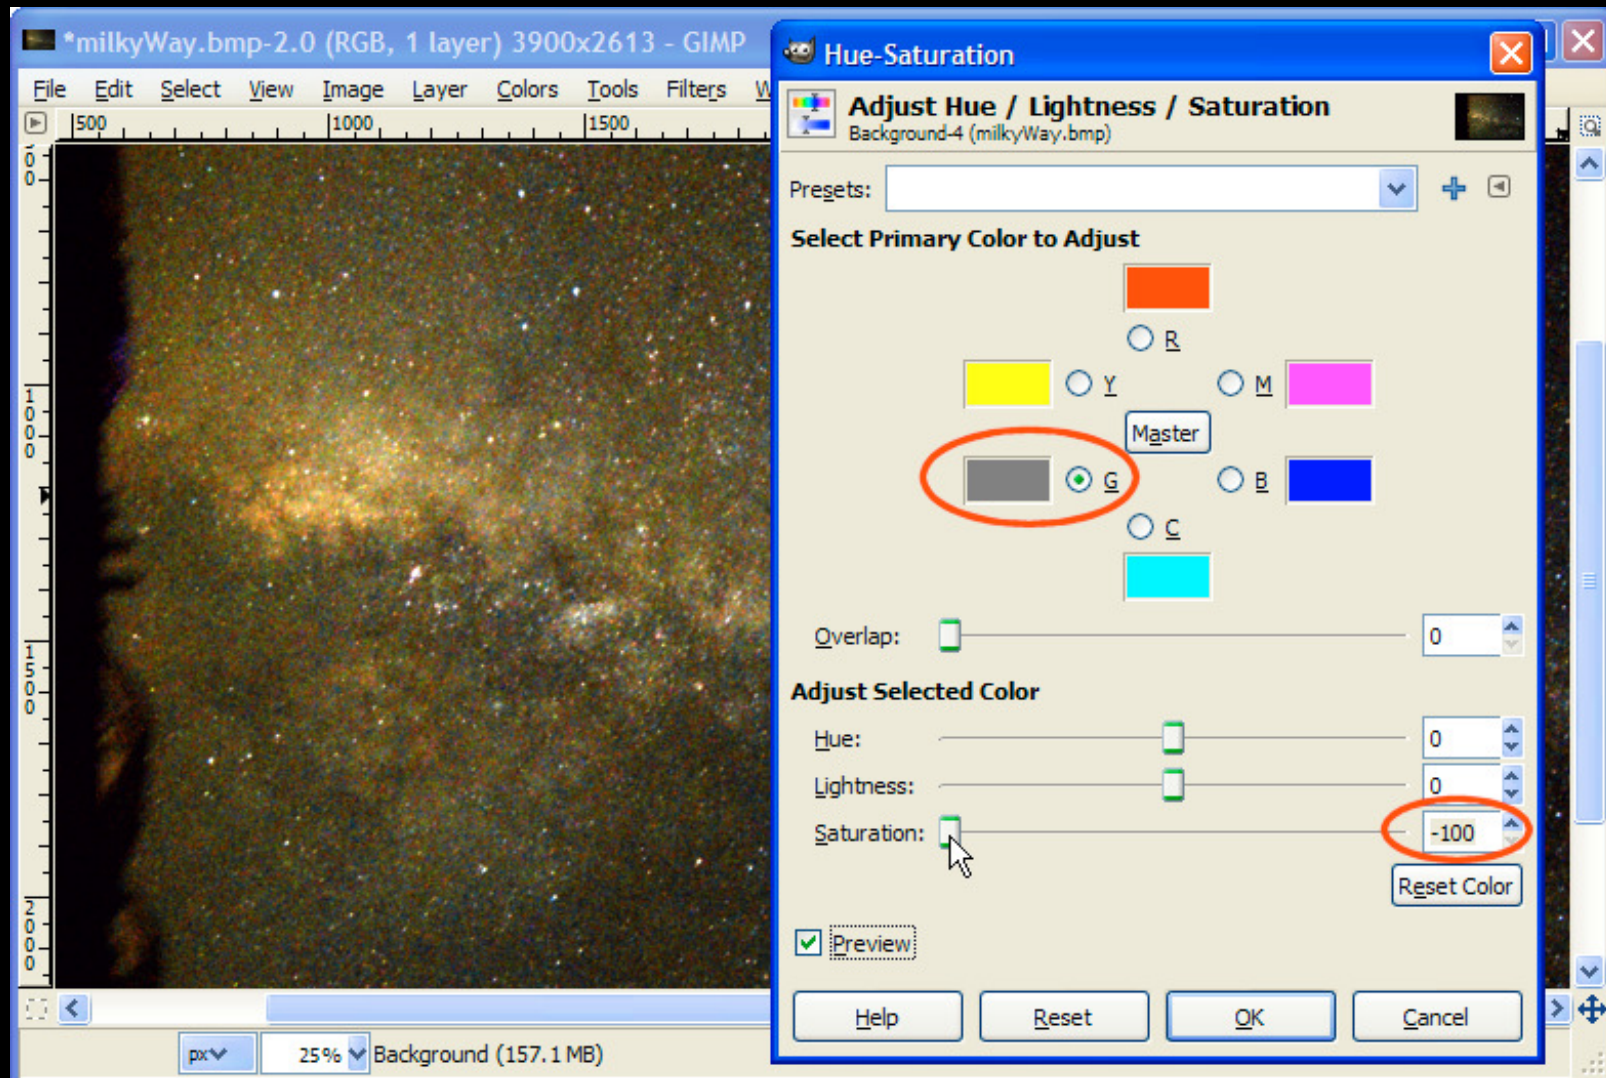 *milkyWay.bmp-2.0 (RGB, 1 layer) 3900x2613 - GIMP
File Edit Select View Image Layer Colors Tools Filters W
500 1000 1500
1000
1500
2000
px 25% Background (157.1 MB)
Hue-Saturation
Adjust Hue / Lightness / Saturation
Background-4 (milkyWay.bmp)
Presets:
Select Primary Color to Adjust
R
Y M
Master
G B
C
Overlap: 0
Adjust Selected Color
Hue: 0
Lightness: 0
Saturation: -100
Reset Color
Preview
Help Reset OK Cancel